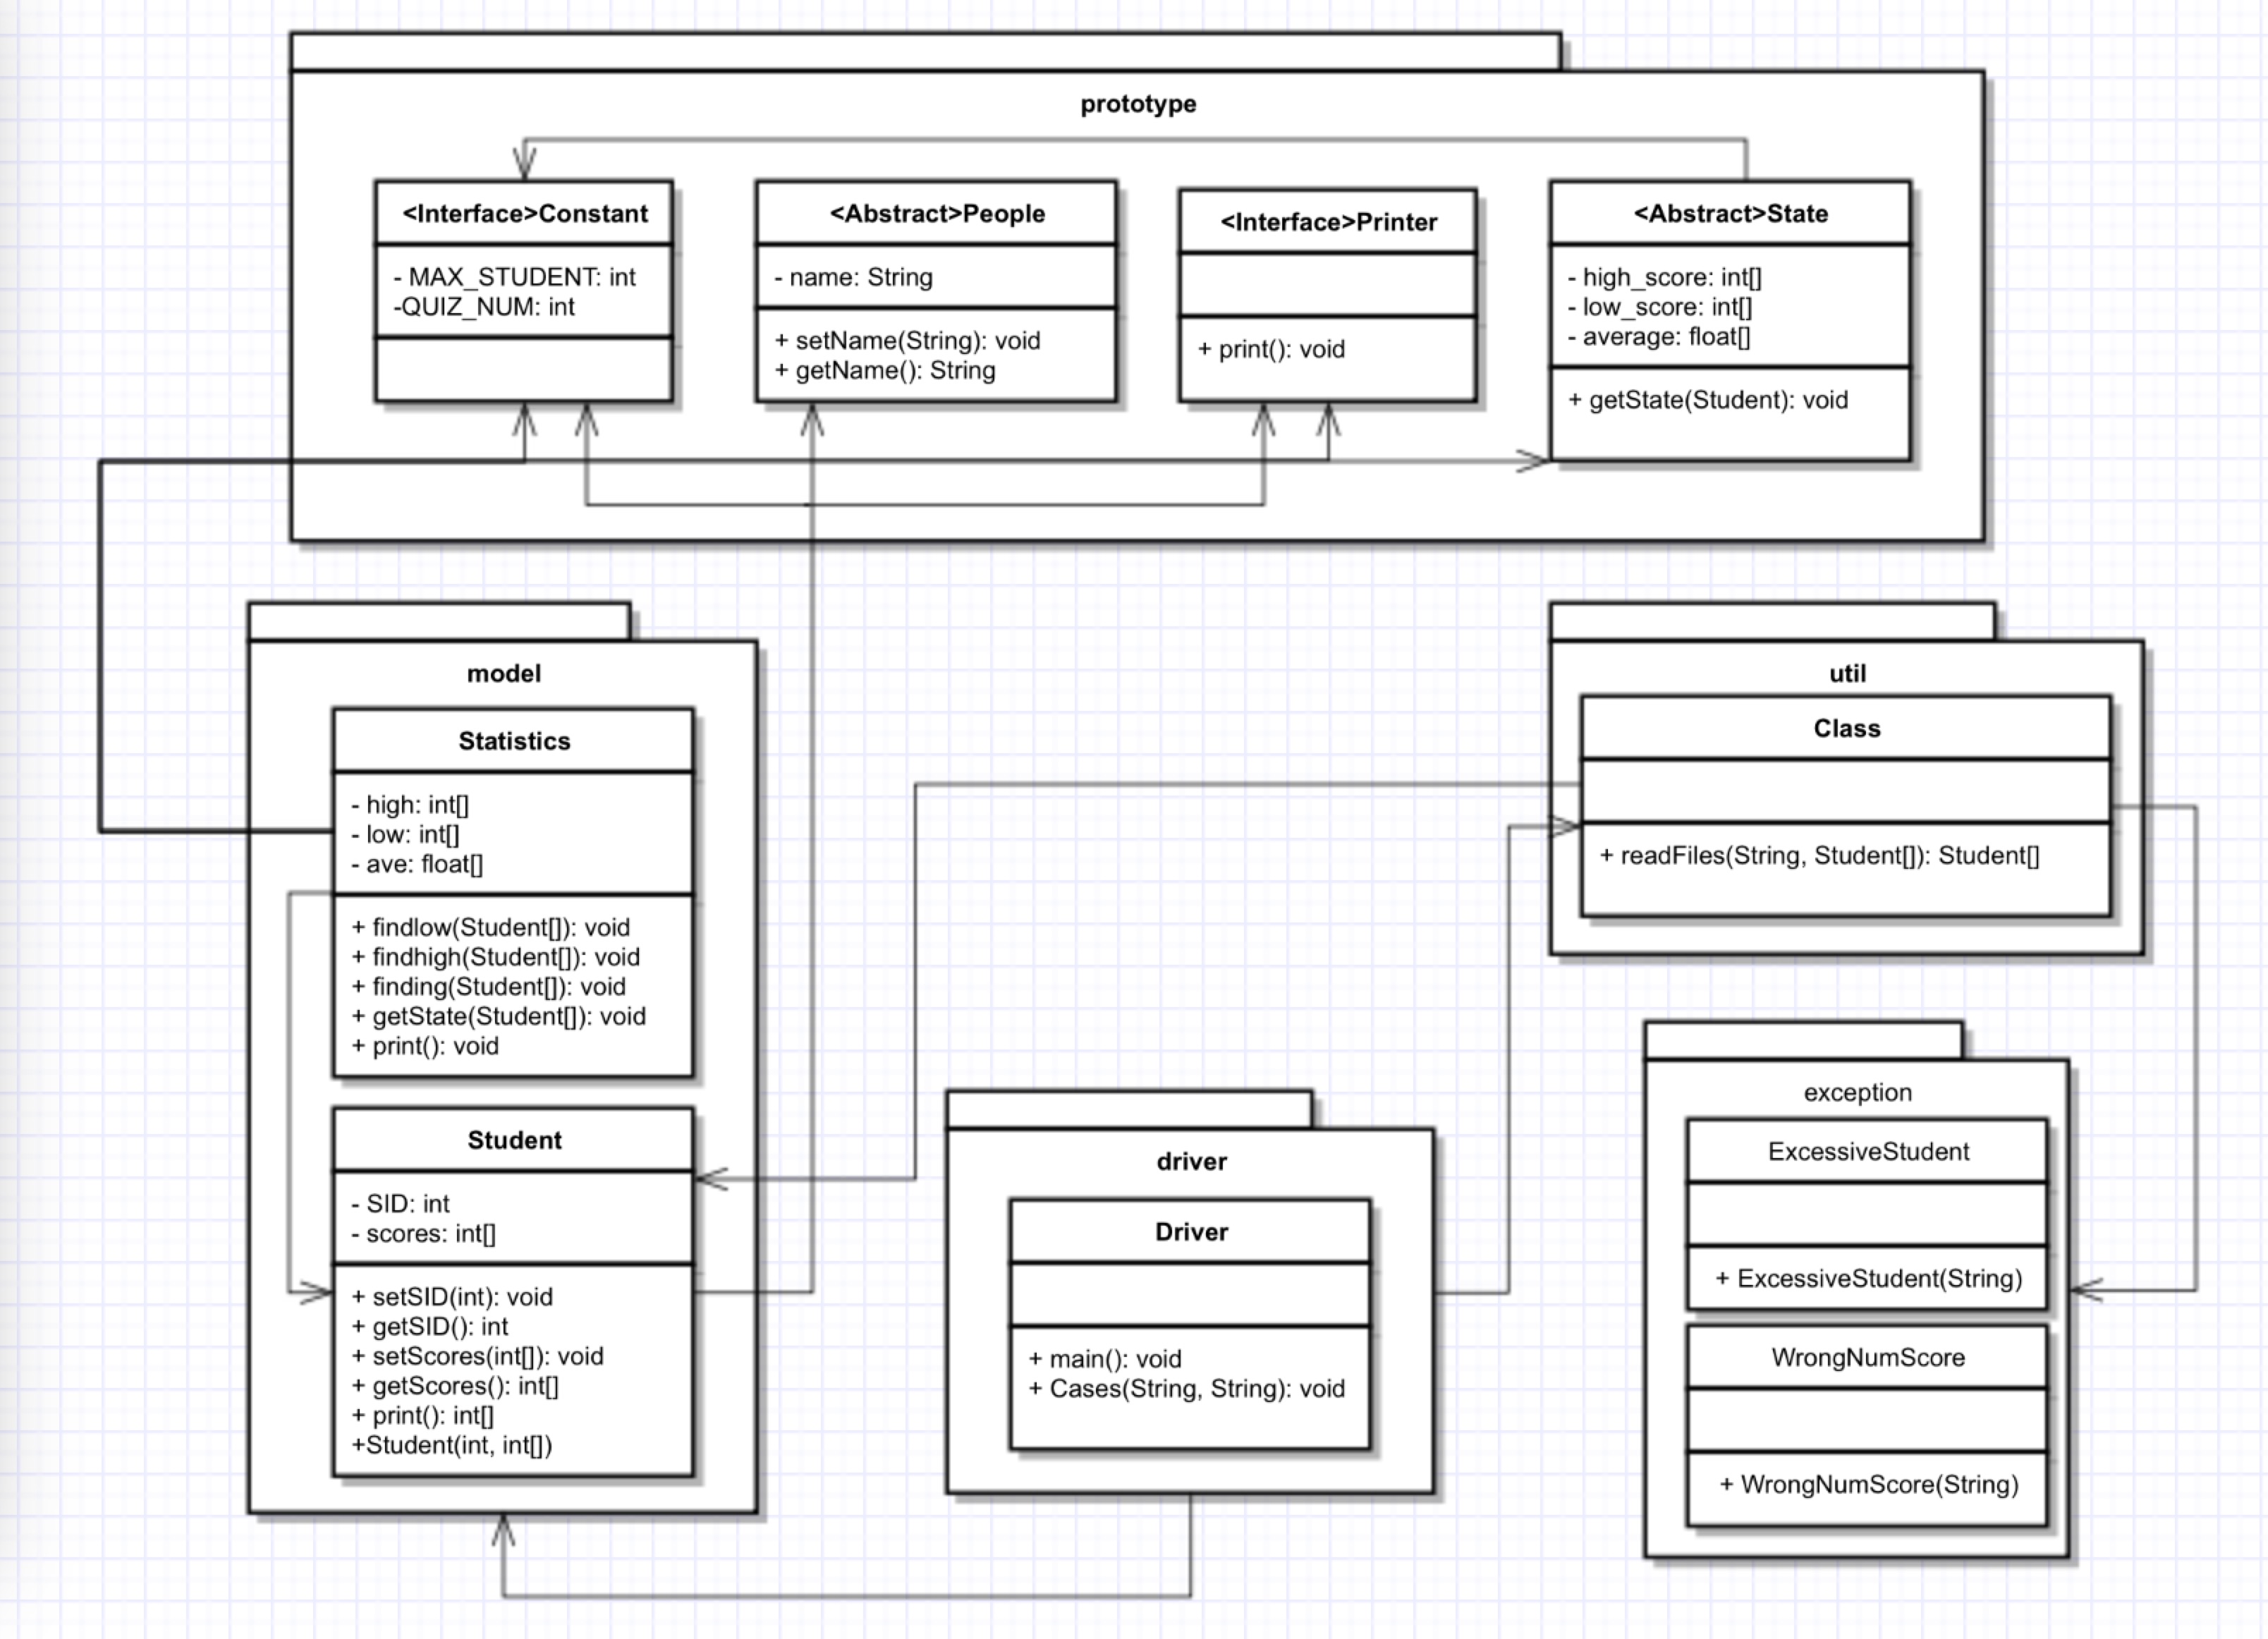 prototype
<Interface>Constant
- MAX_STUDENT: int
-QUIZ_NUM: int
<Abstract>People
- name: String
+ setName(String): void
+ getName(): String
<Interface>Printer
+ print(): void
<Abstract>State
- high_score: int[]
- low_score: int[]
- average: float[]
+ getState(Student): void
model
Statistics
- high: int[]
- low: int[]
- ave: float[]
+ findlow(Student[]): void
+ findhigh(Student[]): void
+ finding(Student[]): void
+ getState(Student[]): void
+ print(): void
Student
- SID: int
- scores: int[]
+ setSID(int): void
+ getSID(): int
+ setScores(int[]): void
+ getScores(): int[]
+ print(): int[]
+Student(int, int[])
util
Class
+ readFiles(String, Student[]): Student[]
driver
Driver
+ main(): void
+ Cases(String, String): void
exception
ExcessiveStudent
+ ExcessiveStudent(String)
WrongNumScore
+ WrongNumScore(String)